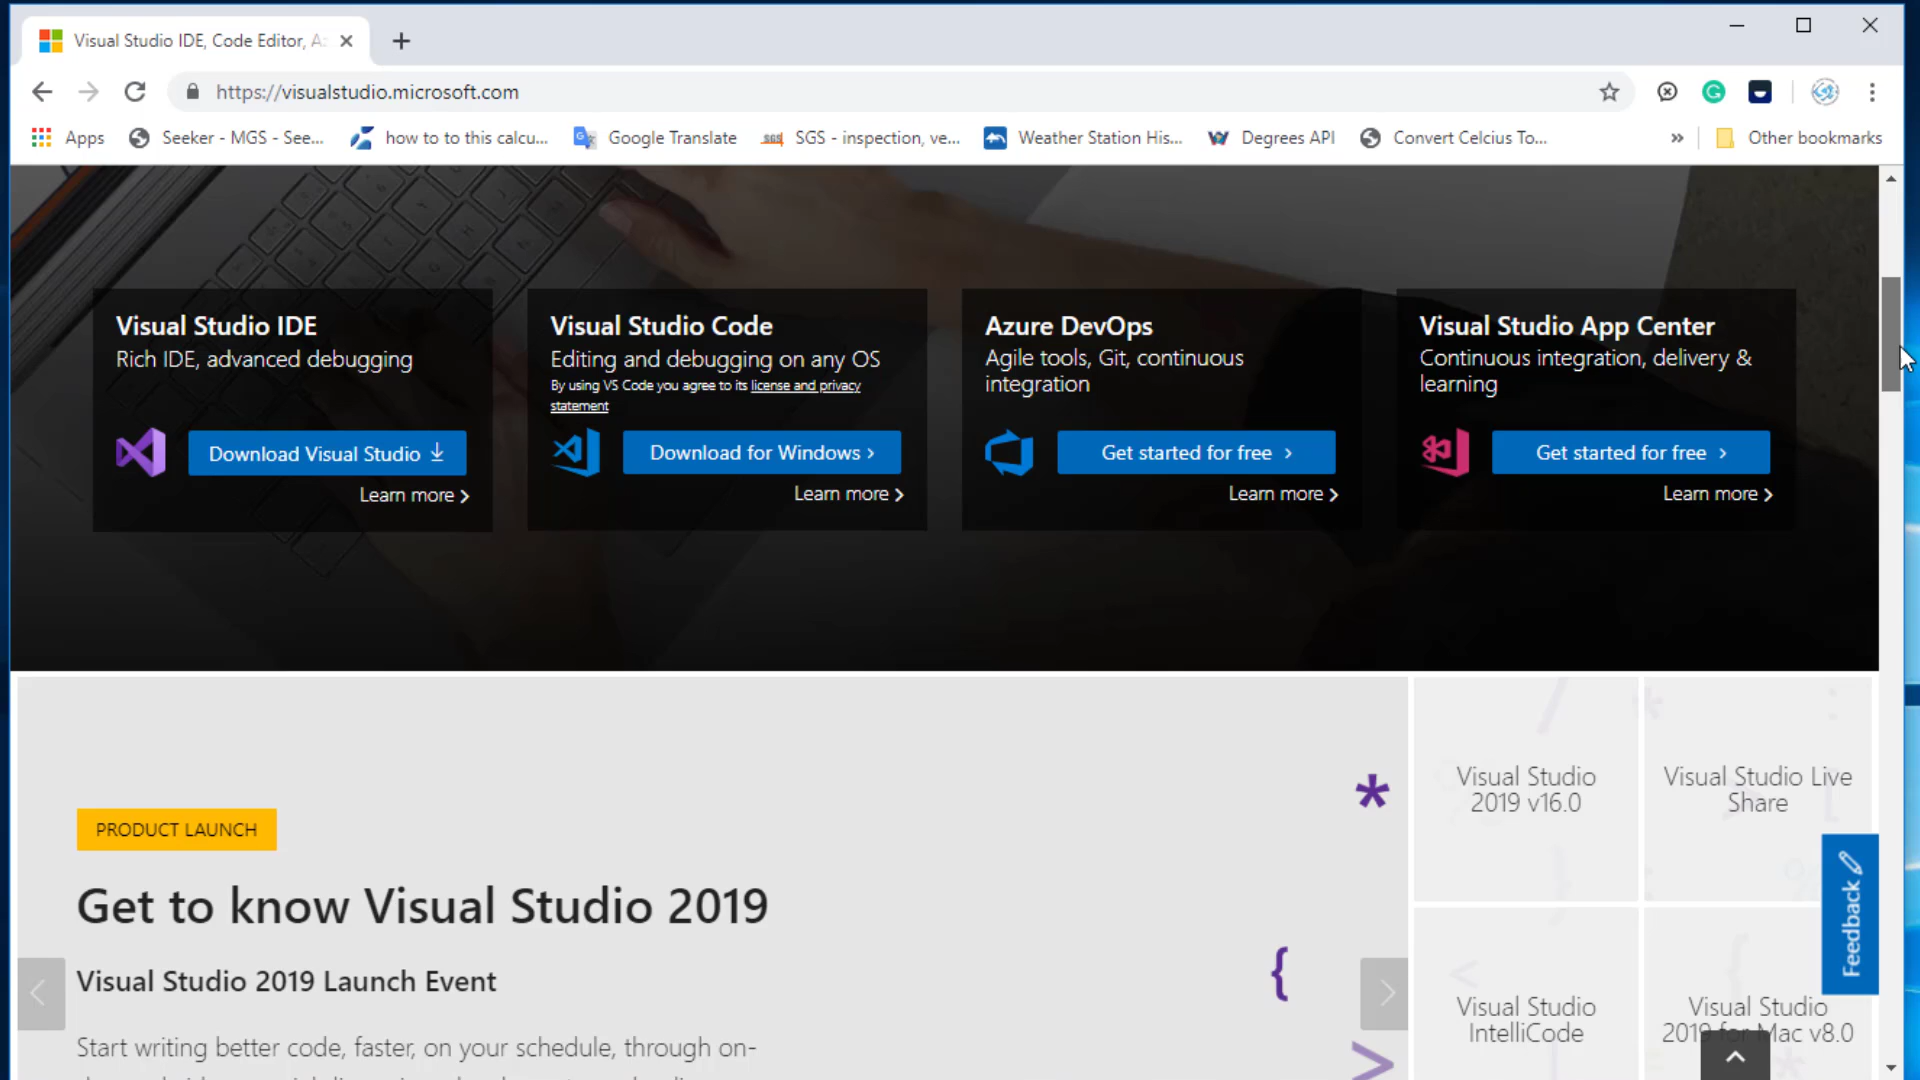 Visual Studio IDE, Code Editor, A
https://visualstudio.microsoft.com
Apps
Seeker - MGS - See...
how to to this calcu...
Google Translate
SGS - inspection, ve...
Weather Station His...
Degrees API
Convert Celcius To...
»
Other bookmarks
Visual Studio IDE
Rich IDE, advanced debugging
Download Visual Studio
Learn more
Visual Studio Code
Editing and debugging on any OS
By using VS Code you agree to its license and privacy
statement
Download for Windows
Learn more
Azure DevOps
Agile tools, Git, continuous
integration
Get started for free
Learn more
Visual Studio App Center
Continuous integration, delivery &
learning
Get started for free
Learn more
PRODUCT LAUNCH
Get to know Visual Studio 2019
Visual Studio 2019 Launch Event
Start writing better code, faster, on your schedule, through on-
*
{
>
Visual Studio
2019 v16.0
Visual Studio Live
Share
Visual Studio
IntelliCode
Visual Studio
2019 for Mac v8.0
Feedback